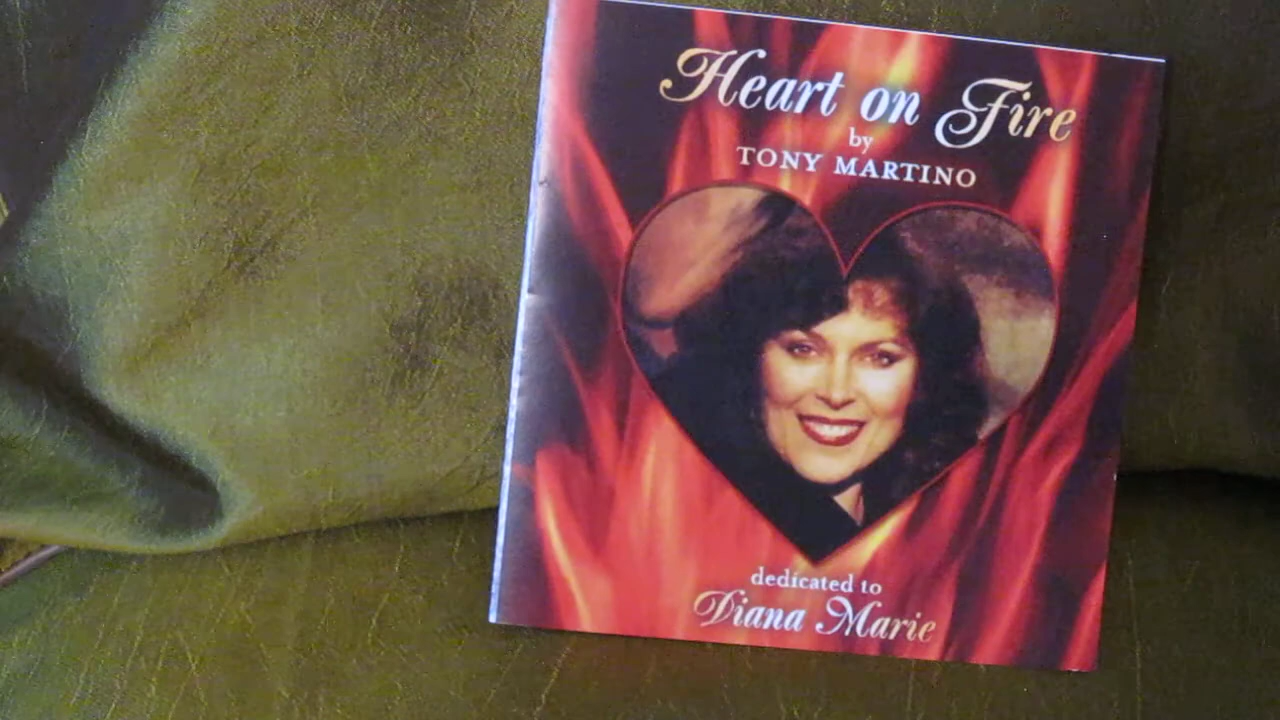 Heart on Fire
by
TONY MARTINO
dedicated to
Diana Marie